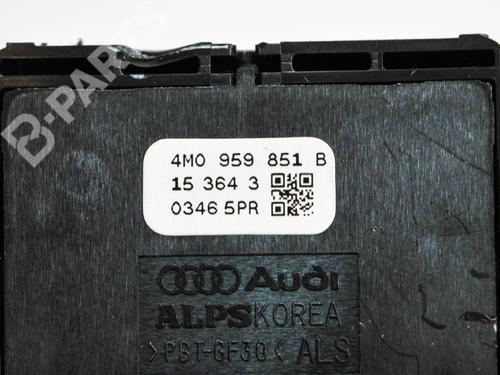 B-PARTS
4M0 959 851 B
15 364 3
0346 5PR
Audi
ALPS KOREA
>PBT-GF30< ALS